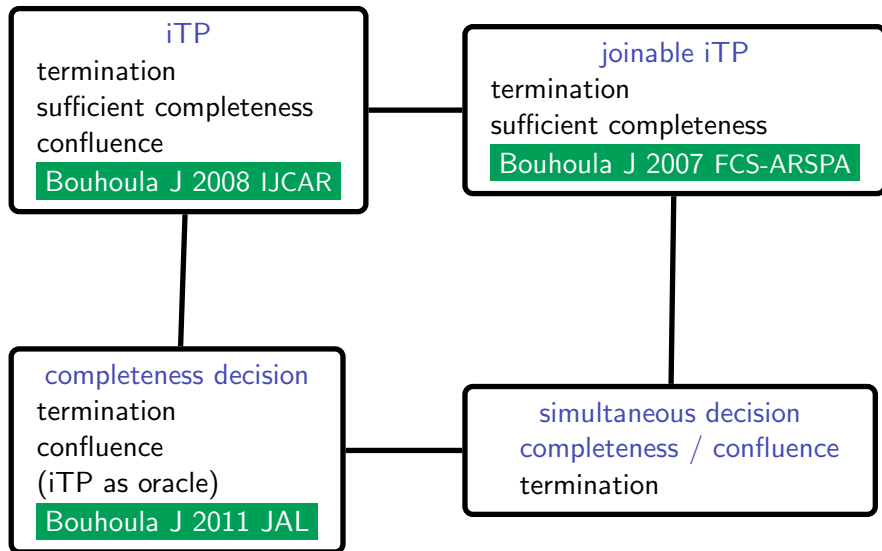 iTP
termination
sufficient completeness
confluence
Bouhoula J 2008 IJCAR
joinable iTP
termination
sufficient completeness
Bouhoula J 2007 FCS-ARSPA
completeness decision
termination
confluence
(iTP as oracle)
Bouhoula J 2011 JAL
simultaneous decision
completeness / confluence
termination